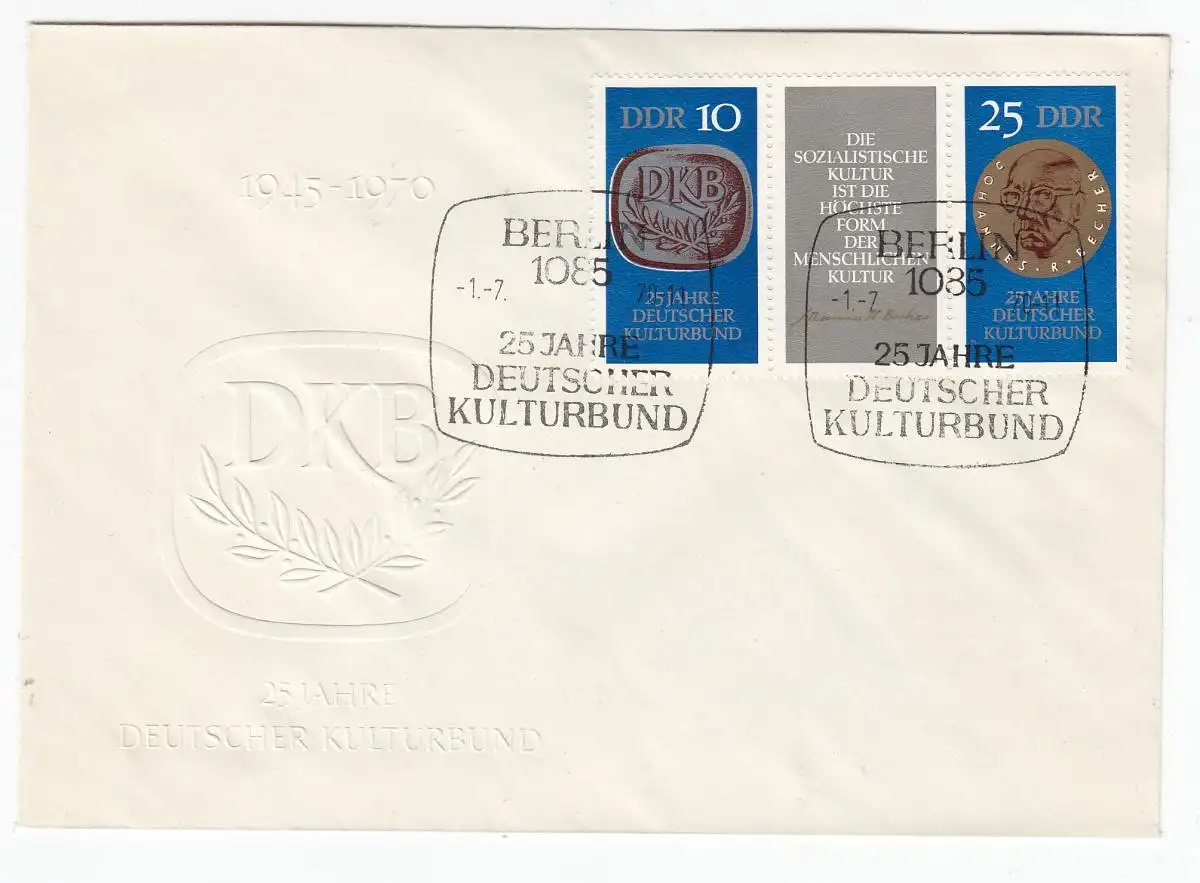 1945-1970
DKB
25 JAHRE
DEUTSCHER KULTURBUND
DDR 10
DKB
25 JAHRE
DEUTSCHER
KULTURBUND
DIE
SOZIALISTISCHE
KULTUR
IST DIE
HÖCHSTE
FORM
DER
MENSCHLICHEN
KULTUR
25 DDR
JOHANNES · R · BECHER
25 JAHRE
DEUTSCHER
KULTURBUND
BERLIN
1085
-1.-7.
25 JAHRE
DEUTSCHER
KULTURBUND
BERLIN
1085
-1.-7
25 JAHRE
DEUTSCHER
KULTURBUND